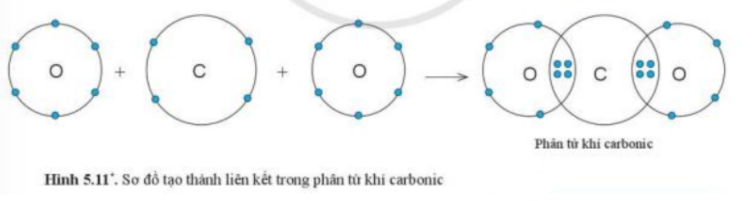 O + C + O → O C O
Phân tử khí carbonic
Hình 5.11*. Sơ đồ tạo thành liên kết trong phân tử khí carbonic